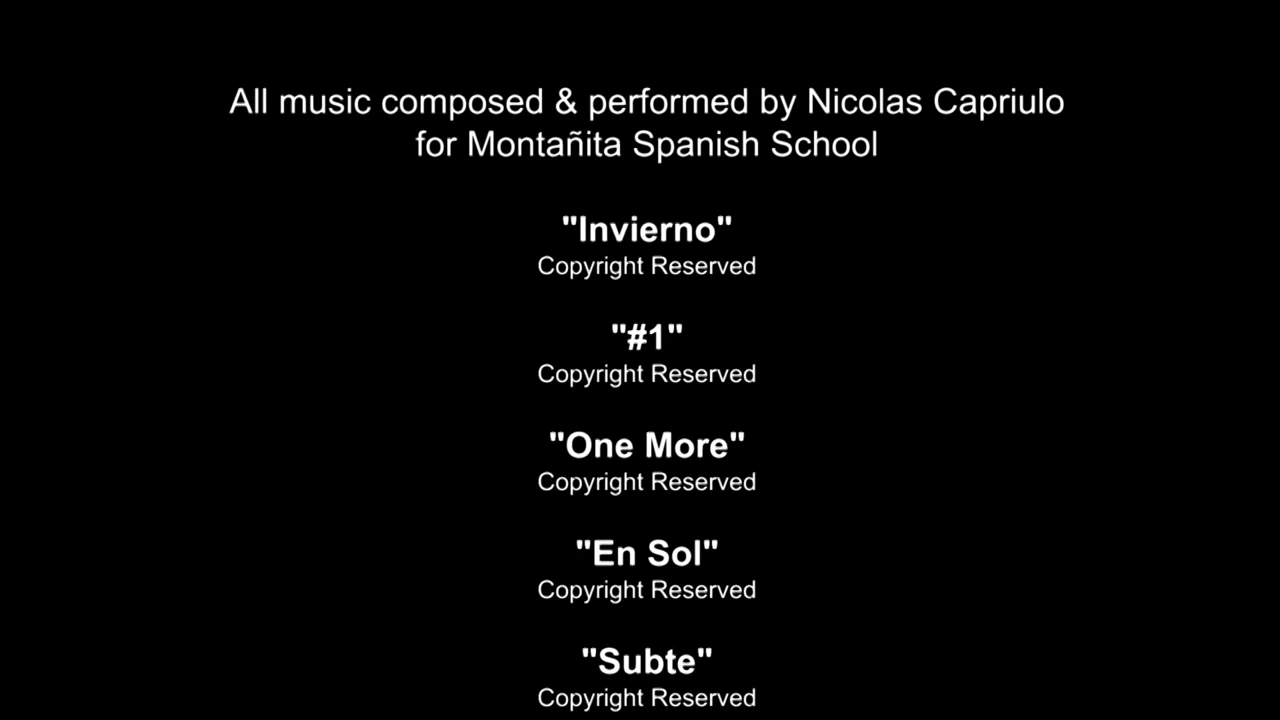 All music composed & performed by Nicolas Capriulo
for Montañita Spanish School
"Invierno"
Copyright Reserved
"#1"
Copyright Reserved
"One More"
Copyright Reserved
"En Sol"
Copyright Reserved
"Subte"
Copyright Reserved